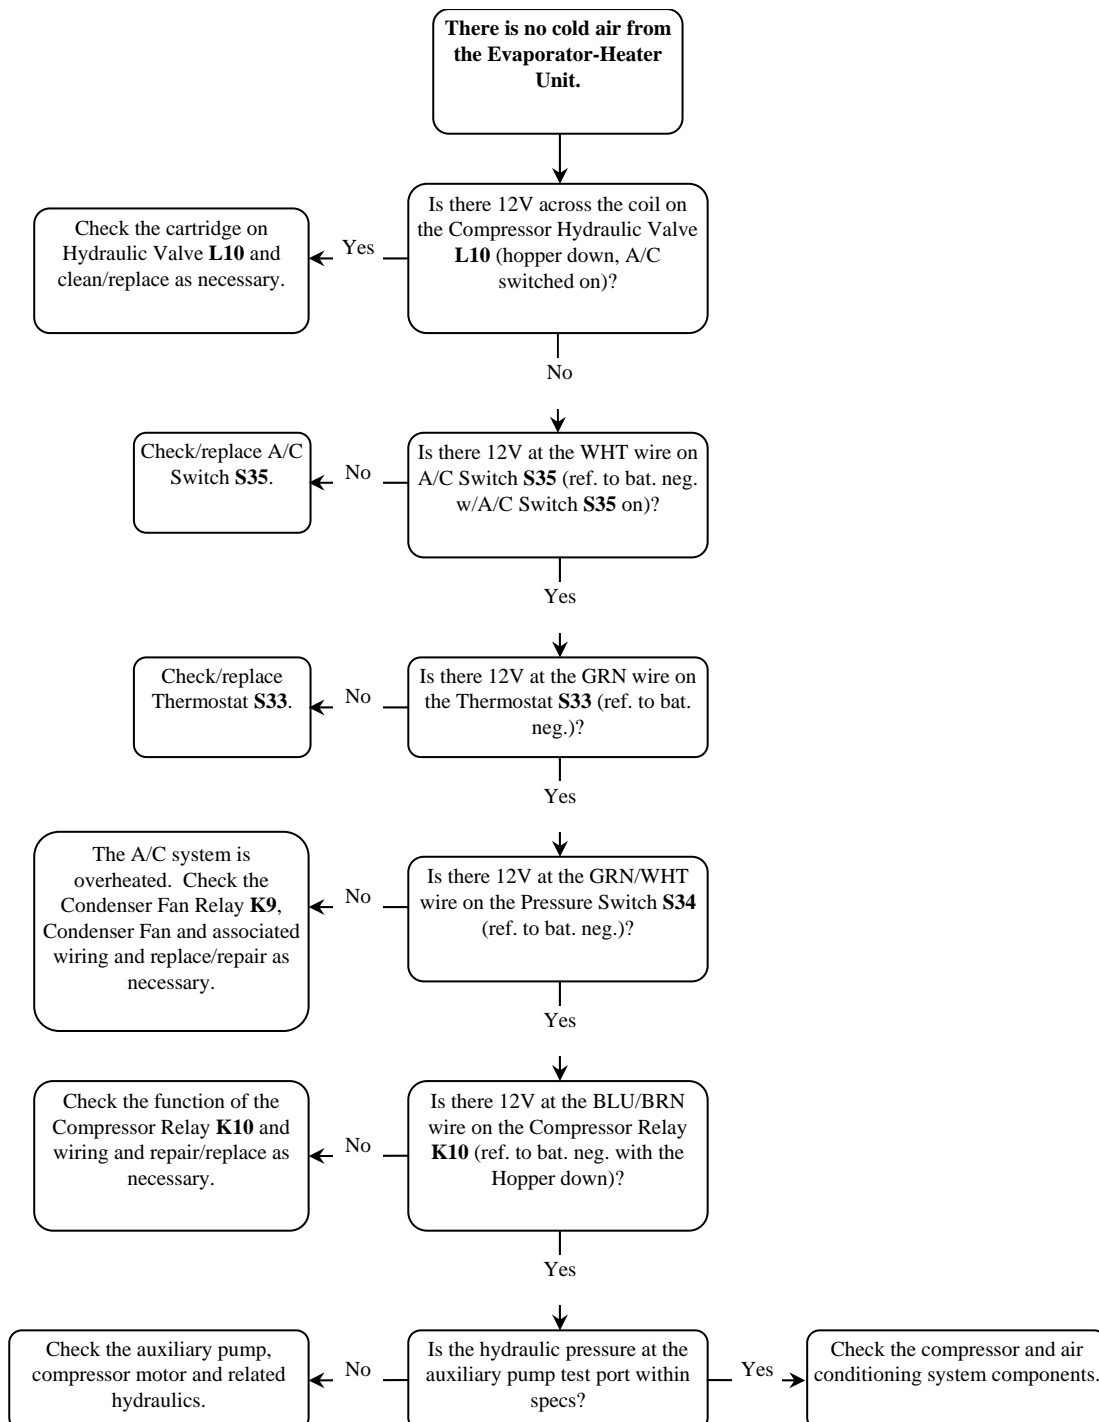 There is no cold air from
the Evaporator-Heater
Unit.
Is there 12V across the coil on
the Compressor Hydraulic Valve
L10 (hopper down, A/C
switched on)?
Yes
Check the cartridge on
Hydraulic Valve L10 and
clean/replace as necessary.
No
Is there 12V at the WHT wire on
A/C Switch S35 (ref. to bat. neg.
w/A/C Switch S35 on)?
No
Check/replace A/C
Switch S35.
Yes
Is there 12V at the GRN wire on
the Thermostat S33 (ref. to bat.
neg.)?
No
Check/replace
Thermostat S33.
Yes
Is there 12V at the GRN/WHT
wire on the Pressure Switch S34
(ref. to bat. neg.)?
No
The A/C system is
overheated. Check the
Condenser Fan Relay K9,
Condenser Fan and associated
wiring and replace/repair as
necessary.
Yes
Is there 12V at the BLU/BRN
wire on the Compressor Relay
K10 (ref. to bat. neg. with the
Hopper down)?
No
Check the function of the
Compressor Relay K10 and
wiring and repair/replace as
necessary.
Yes
Is the hydraulic pressure at the
auxiliary pump test port within
specs?
No
Check the auxiliary pump,
compressor motor and related
hydraulics.
Yes
Check the compressor and air
conditioning system components.